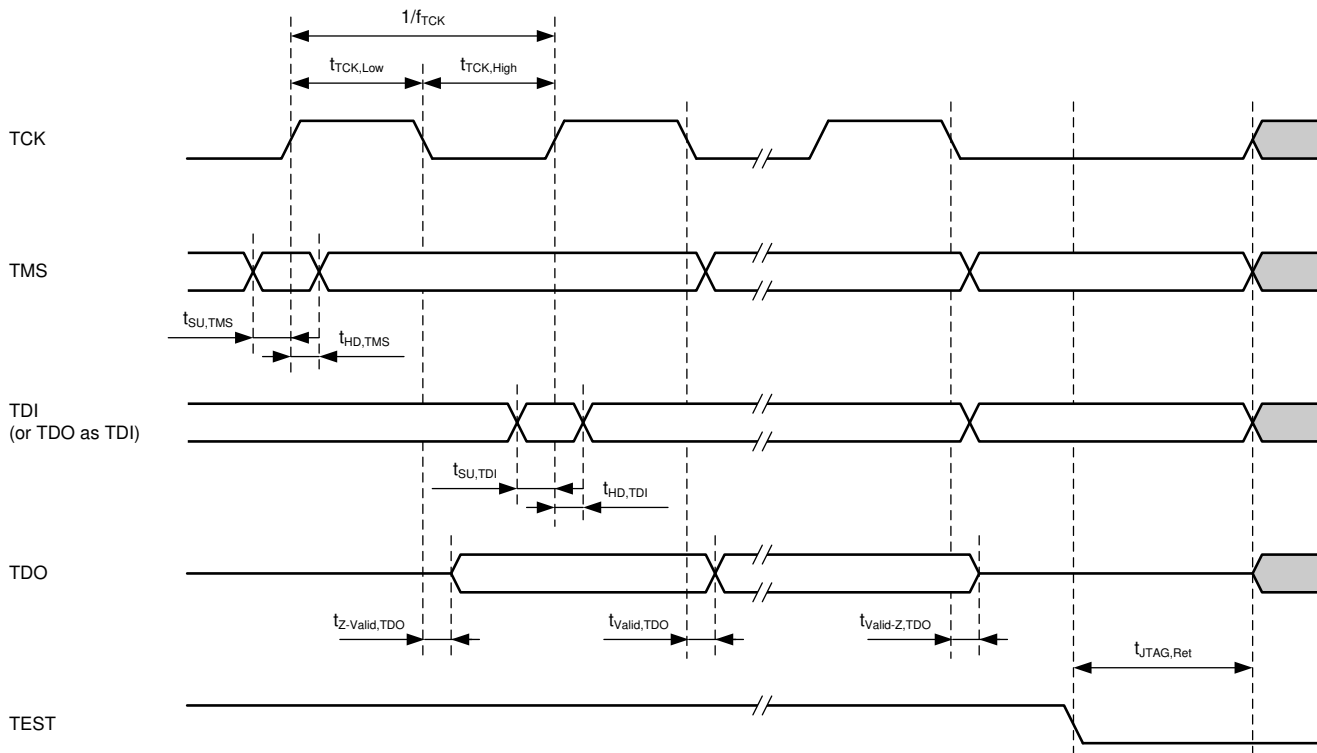 1/fTCK
tTCK,Low
tTCK,High
TCK
TMS
tSU,TMS
tHD,TMS
TDI
(or TDO as TDI)
tSU,TDI
tHD,TDI
TDO
tZ-Valid,TDO
tValid,TDO
tValid-Z,TDO
tJTAG,Ret
TEST